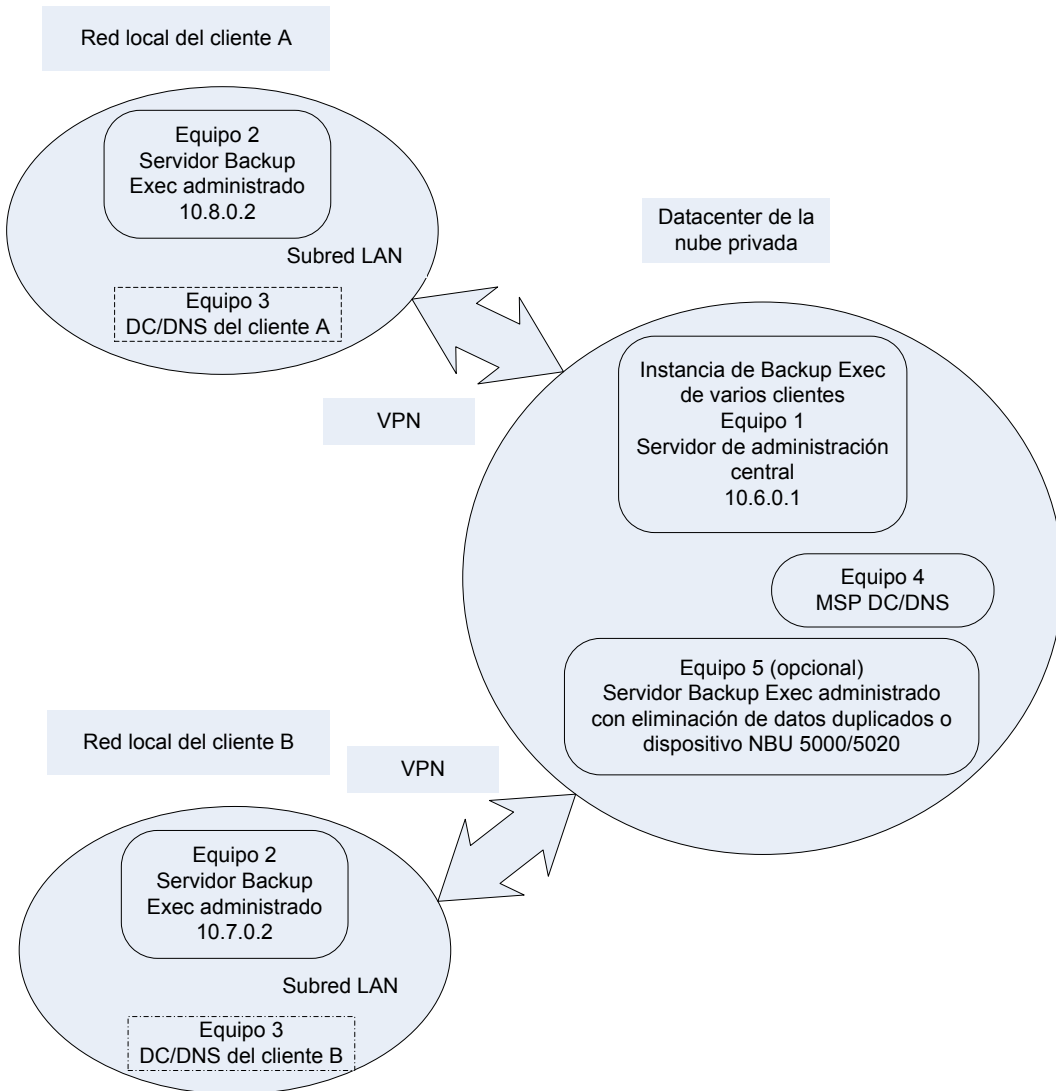 Red local del cliente A
Equipo 2
Servidor Backup
Exec administrado
10.8.0.2
Subred LAN
Equipo 3
DC/DNS del cliente A
VPN
Datacenter de la
nube privada
Instancia de Backup Exec
de varios clientes
Equipo 1
Servidor de administración
central
10.6.0.1
Equipo 4
MSP DC/DNS
Equipo 5 (opcional)
Servidor Backup Exec administrado
con eliminación de datos duplicados o
dispositivo NBU 5000/5020
Red local del cliente B
VPN
Equipo 2
Servidor Backup
Exec administrado
10.7.0.2
Subred LAN
Equipo 3
DC/DNS del cliente B